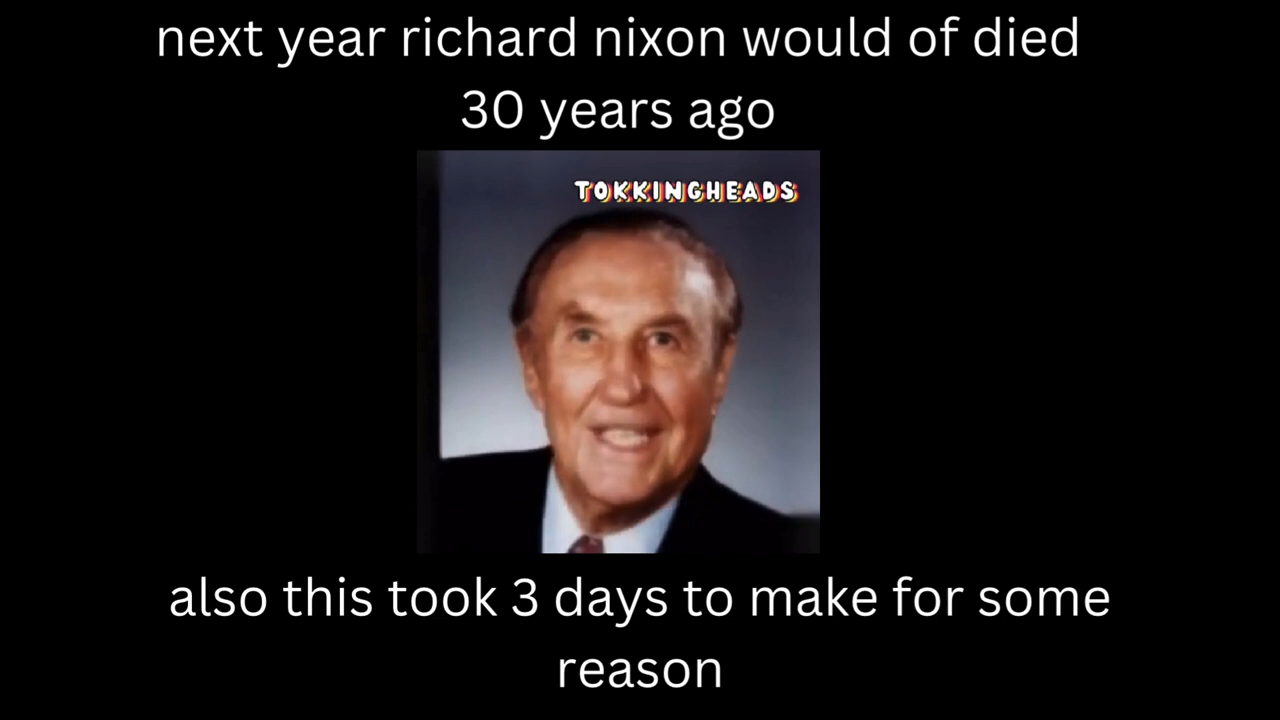 next year richard nixon would of died
30 years ago
TOKKINGHEADS
also this took 3 days to make for some
reason